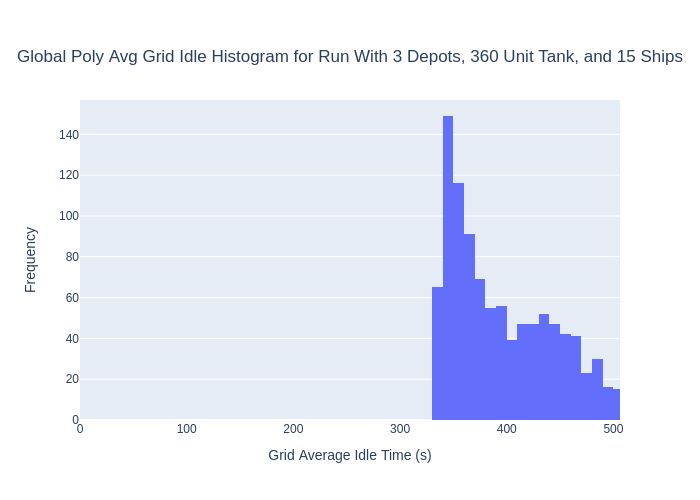 Global Poly Avg Grid Idle Histogram for Run With 3 Depots, 360 Unit Tank, and 15 Ships
140
120
100
80
60
40
20
0
Frequency
0 100 200 300 400 500
Grid Average Idle Time (s)